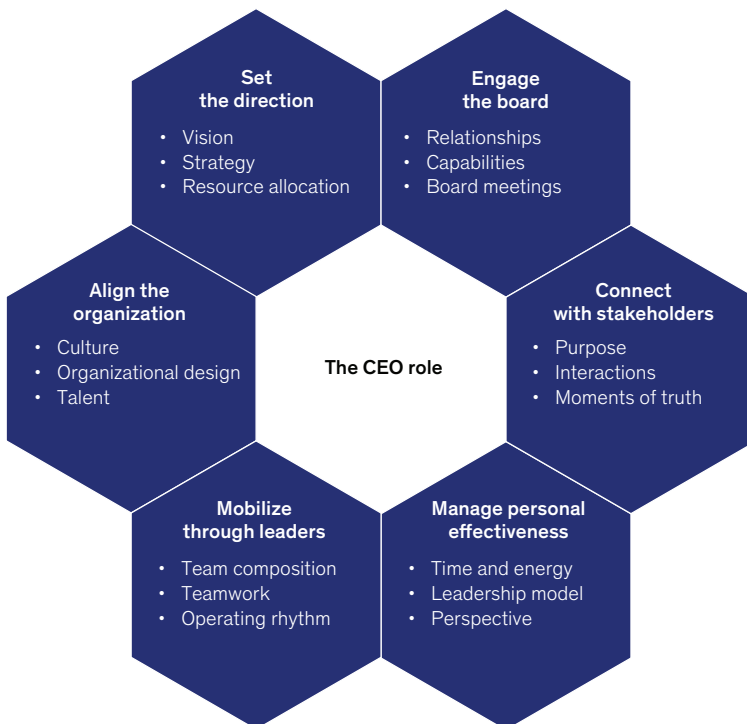 Set
the direction
• Vision
• Strategy
• Resource allocation
Engage
the board
• Relationships
• Capabilities
• Board meetings
Align the
organization
• Culture
• Organizational design
• Talent
The CEO role
Connect
with stakeholders
• Purpose
• Interactions
• Moments of truth
Mobilize
through leaders
• Team composition
• Teamwork
• Operating rhythm
Manage personal
effectiveness
• Time and energy
• Leadership model
• Perspective